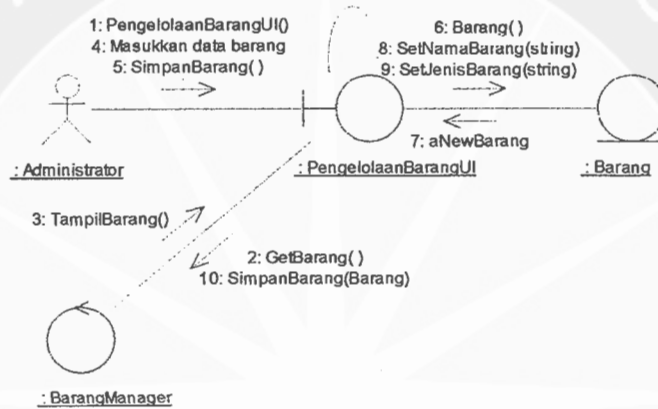 1: PengelolaanBarangUI()
4: Masukkan data barang
5: SimpanBarang( )
6: Barang( )
8: SetNamaBarang(string)
9: SetJenisBarang(string)
7: aNewBarang
: Administrator
: PengelolaanBarangUI
: Barang
3: TampilBarang()
2: GetBarang( )
10: SimpanBarang(Barang)
: BarangManager